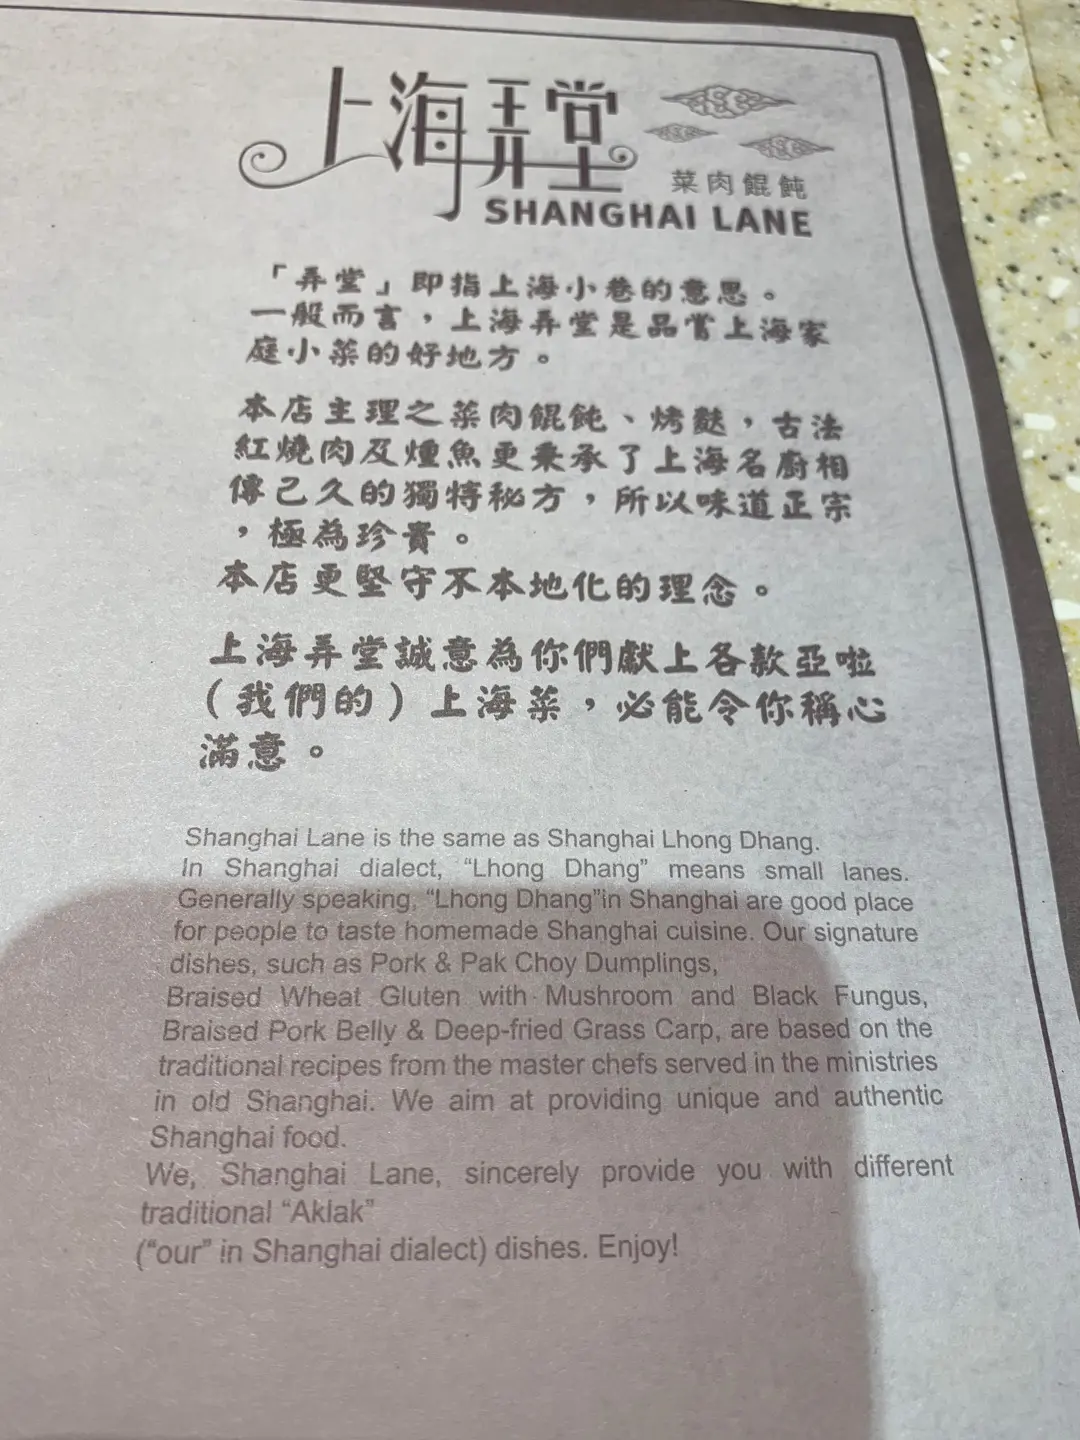 上海弄堂
菜肉餛飩
SHANGHAI LANE
「弄堂」即指上海小巷的意思。
一般而言，上海弄堂是品嘗上海家
庭小菜的好地方。
本店主理之菜肉餛飩、烤麩，古法
紅燒肉及燻魚更秉承了上海名廚相
傳己久的獨特秘方，所以味道正宗
，極為珍貴。
本店更堅守不本地化的理念。
上海弄堂誠意為你們獻上各款亞啦
（我們的）上海菜，必能令你稱心
滿意。
Shanghai Lane is the same as Shanghai Lhong Dhang.
In Shanghai dialect, “Lhong Dhang” means small lanes.
Generally speaking, “Lhong Dhang”in Shanghai are good place
for people to taste homemade Shanghai cuisine. Our signature
dishes, such as Pork & Pak Choy Dumplings,
Braised Wheat Gluten with Mushroom and Black Fungus,
Braised Pork Belly & Deep-fried Grass Carp, are based on the
traditional recipes from the master chefs served in the ministries
in old Shanghai. We aim at providing unique and authentic
Shanghai food.
We, Shanghai Lane, sincerely provide you with different
traditional “Aklak”
(“our” in Shanghai dialect) dishes. Enjoy!